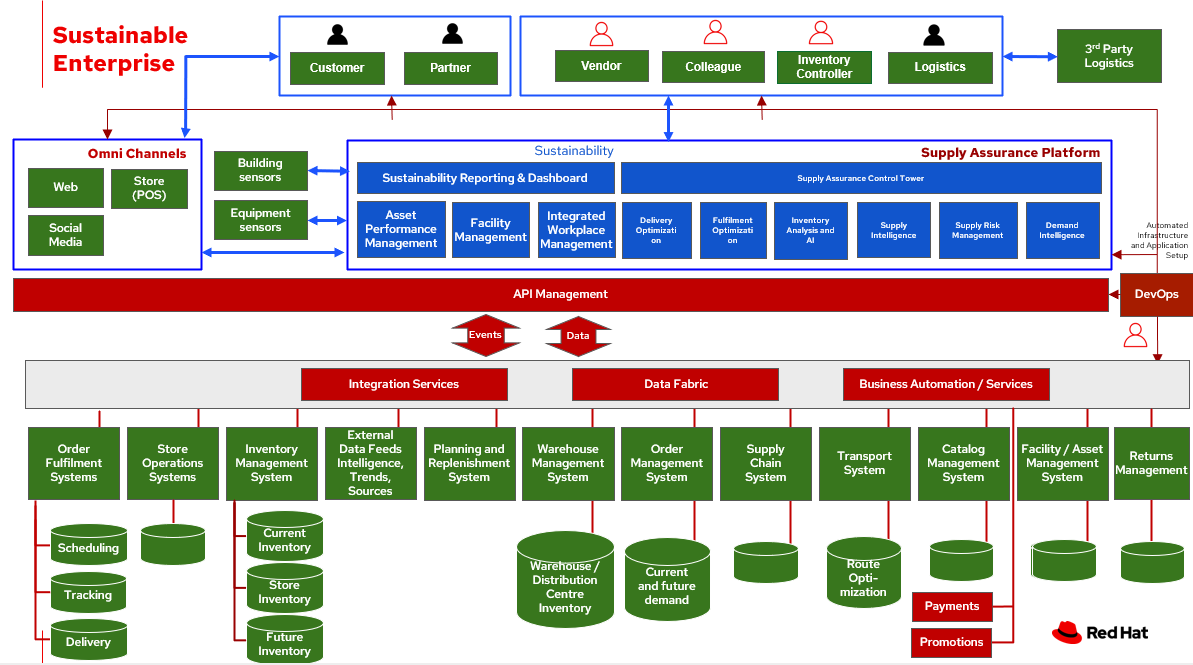 Sustainable
Enterprise
Customer
Partner
Vendor
Colleague
Inventory
Controller
Logistics
3rd Party
Logistics
Omni Channels
Web
Store
(POS)
Social
Media
Building
sensors
Equipment
sensors
Sustainability
Supply Assurance Platform
Sustainability Reporting & Dashboard
Supply Assurance Control Tower
Asset
Performance
Management
Facility
Management
Integrated
Workplace
Management
Delivery
Optimizati
on
Fulfilment
Optimizati
on
Inventory
Analysis and
AI
Supply
Intelligence
Supply Risk
Management
Demand
Intelligence
Automated
Infrastructure
and Application
Setup
API Management
DevOps
Events
Data
Integration Services
Data Fabric
Business Automation / Services
Order
Fulfilment
Systems
Store
Operations
Systems
Inventory
Management
System
External
Data Feeds
Intelligence,
Trends,
Sources
Planning and
Replenishment
System
Warehouse
Management
System
Order
Management
System
Supply
Chain
System
Transport
System
Catalog
Management
System
Facility / Asset
Management
System
Returns
Management
Scheduling
Tracking
Delivery
Current
Inventory
Store
Inventory
Future
Inventory
Warehouse /
Distribution
Centre
Inventory
Current
and future
demand
Route
Opti-
mization
Payments
Promotions
Red Hat